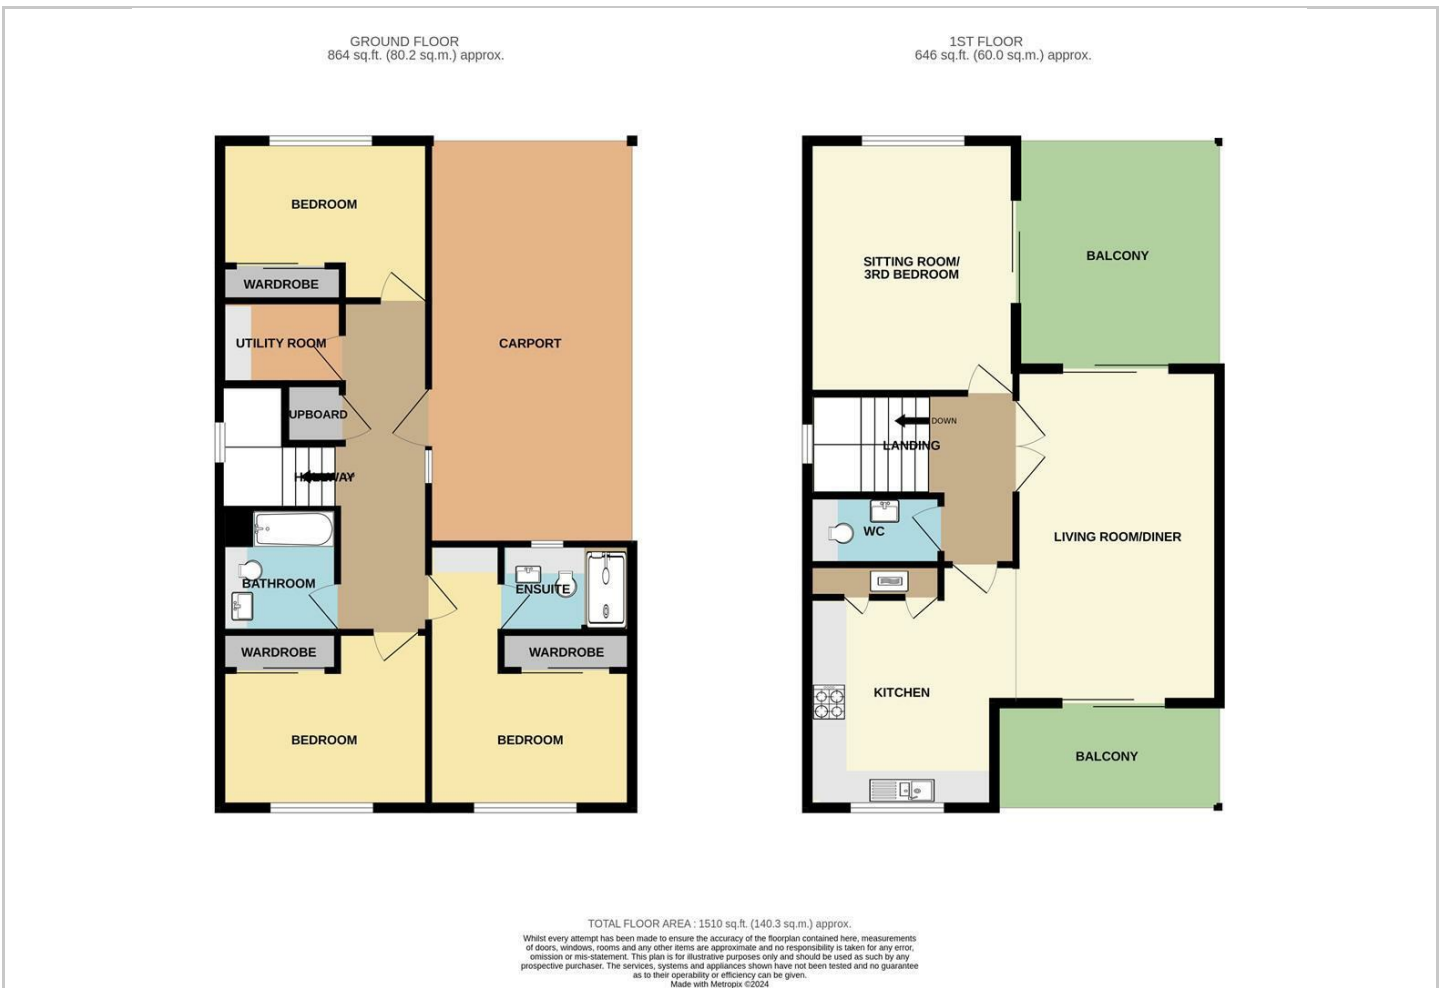 GROUND FLOOR
864 sq.ft. (80.2 sq.m.) approx.
1ST FLOOR
646 sq.ft. (60.0 sq.m.) approx.
BEDROOM
WARDROBE
UTILITY ROOM
CARPORT
UPBOARD
HALLWAY
BATHROOM
ENSUITE
WARDROBE
WARDROBE
BEDROOM
BEDROOM
SITTING ROOM/
3RD BEDROOM
BALCONY
DOWN
LANDING
WC
LIVING ROOM/DINER
KITCHEN
BALCONY
TOTAL FLOOR AREA : 1510 sq.ft. (140.3 sq.m.) approx.
Whilst every attempt has been made to ensure the accuracy of the floorplan contained here, measurements
of doors, windows, rooms and any other items are approximate and no responsibility is taken for any error,
omission or mis-statement. This plan is for illustrative purposes only and should be used as such by any
prospective purchaser. The services, systems and appliances shown have not been tested and no guarantee
as to their operability or efficiency can be given.
Made with Metropix ©2024